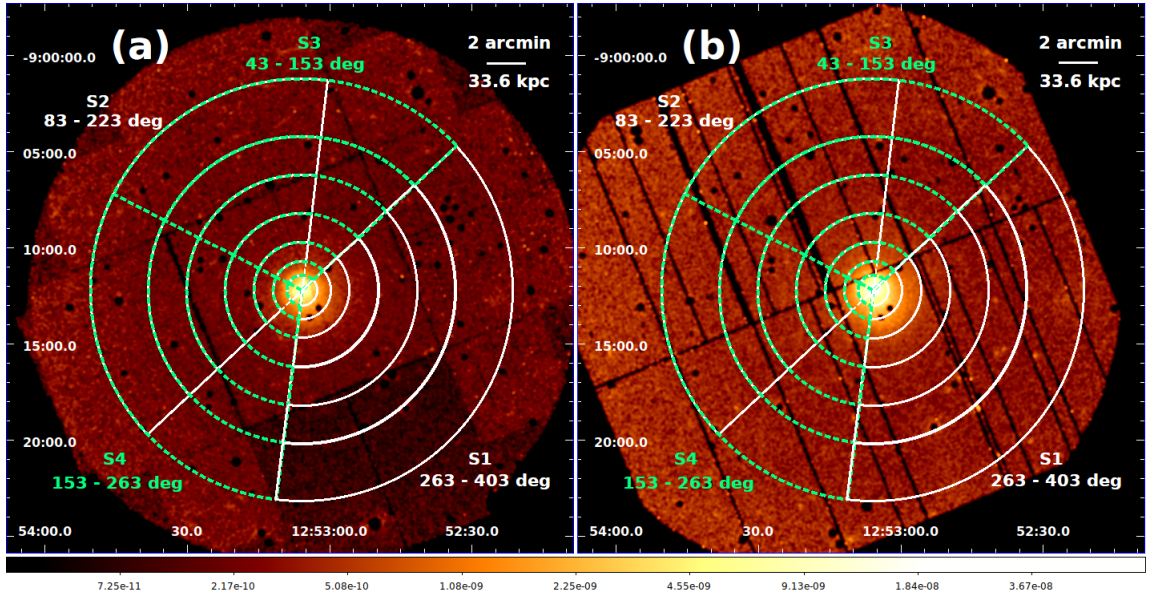 (a)
S3
43 - 153 deg
2 arcmin
33.6 kpc
-9:00:00.0
S2
83 - 223 deg
05:00.0
10:00.0
15:00.0
20:00.0
S4
153 - 263 deg
S1
263 - 403 deg
54:00.0 30.0 12:53:00.0 52:30.0
(b)
S3
43 - 153 deg
2 arcmin
33.6 kpc
-9:00:00.0
S2
83 - 223 deg
05:00.0
10:00.0
15:00.0
20:00.0
S4
153 - 263 deg
S1
263 - 403 deg
54:00.0 30.0 12:53:00.0 52:30.0
7.25e-11 2.17e-10 5.08e-10 1.08e-09 2.25e-09 4.55e-09 9.13e-09 1.84e-08 3.67e-08